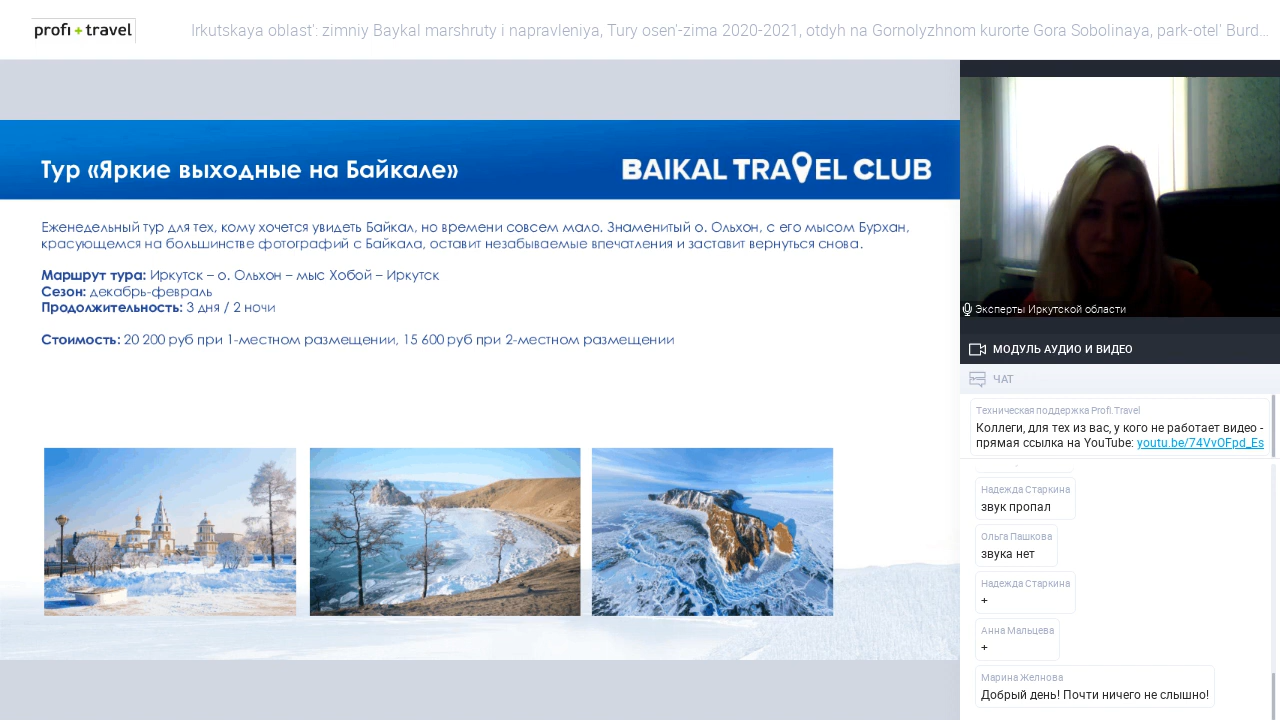 profi + travel
Irkutskaya oblast': zimniy Baykal marshruty i napravleniya, Tury osen'-zima 2020-2021, otdyh na Gornolyzhnom kurorte Gora Sobolinaya, park-otel' Burd...
Тур «Яркие выходные на Байкале»
BAIKAL TRAVEL CLUB
Еженедельный тур для тех, кому хочется увидеть Байкал, но времени совсем мало. Знаменитый о. Ольхон, с его мысом Бурхан,
красующемся на большинстве фотографий с Байкала, оставит незабываемые впечатления и заставит вернуться снова.
Маршрут тура: Иркутск – о. Ольхон – мыс Хобой – Иркутск
Сезон: декабрь-февраль
Продолжительность: 3 дня / 2 ночи
Стоимость: 20 200 руб при 1-местном размещении, 15 600 руб при 2-местном размещении
Эксперты Иркутской области
МОДУЛЬ АУДИО И ВИДЕО
ЧАТ
Техническая поддержка Profi.Travel
Коллеги, для тех из вас, у кого не работает видео -
прямая ссылка на YouTube: youtu.be/74VvOFpd_Es
Надежда Старкина
звук пропал
Ольга Пашкова
звука нет
Надежда Старкина
+
Анна Мальцева
+
Марина Желнова
Добрый день! Почти ничего не слышно!